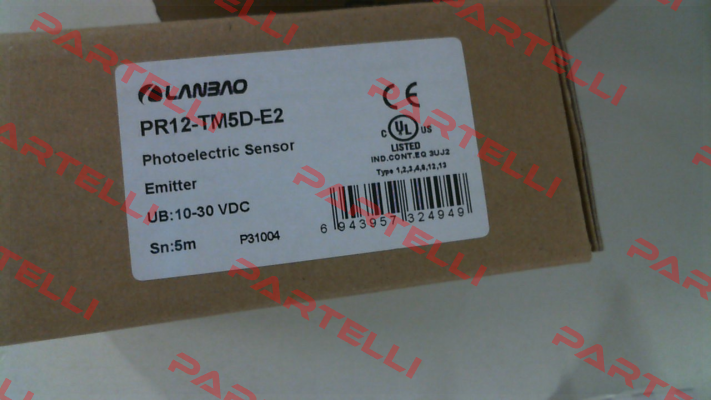 LANBAO
PR12-TM5D-E2
Photoelectric Sensor
Emitter
UB:10-30 VDC
Sn:5m
P31004
CE
C UL US
LISTED
IND.CONT.EQ 3UJ2
Type 1,2,3,4,6,12,13
6 943957 324949
PARTELLI
PARTELLI
PARTELLI
PARTELLI
PARTELLI
PARTELLI
PARTELLI
PARTELLI
PARTELLI